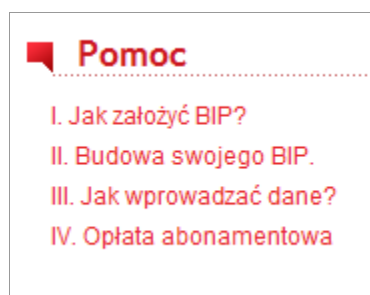 Pomoc
I. Jak założyć BIP?
II. Budowa swojego BIP.
III. Jak wprowadzać dane?
IV. Opłata abonamentowa